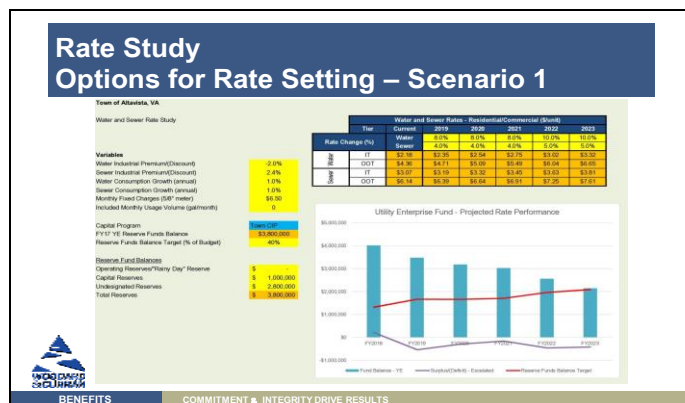 Rate Study
Options for Rate Setting – Scenario 1
Town of Altavista, VA
Water and Sewer Rate Study
Water and Sewer Rates - Residential/Commercial ($/unit)
Tier Current 2019 2020 2021 2022 2023
Rate Change (%) Water 8.0% 8.0% 8.0% 10.0% 10.0%
Sewer 4.0% 4.0% 4.0% 5.0% 5.0%
Water IT $2.18 $2.35 $2.54 $2.75 $3.02 $3.32
OOT $4.36 $4.71 $5.09 $5.49 $6.04 $6.65
Sewer IT $3.07 $3.19 $3.32 $3.45 $3.63 $3.81
OOT $6.14 $6.39 $6.64 $6.91 $7.25 $7.61
Variables
Water Industrial Premium/(Discount) -2.0%
Sewer Industrial Premium/(Discount) 2.4%
Water Consumption Growth (annual) 1.0%
Sewer Consumption Growth (annual) 1.0%
Monthly Fixed Charges (5/8" meter) $6.50
Included Monthly Usage Volume (gal/month) 0
Capital Program Town CIP
FY17 YE Reserve Funds Balance $3,800,000
Reserve Funds Balance Target (% of Budget) 40%
Reserve Fund Balances
Operating Reserves/"Rainy Day" Reserve $ -
Capital Reserves $ 1,000,000
Undesignated Reserves $ 2,800,000
Total Reserves $ 3,800,000
Utility Enterprise Fund - Projected Rate Performance
$5,000,000
$4,000,000
$3,000,000
$2,000,000
$1,000,000
$0
-$1,000,000
FY2018 FY2019 FY2020 FY2021 FY2022 FY2023
Fund Balance - YE Surplus/(Deficit) - Escalated Reserve Funds Balance Target
WOODARD
&CURRAN
BENEFITS COMMITMENT & INTEGRITY DRIVE RESULTS